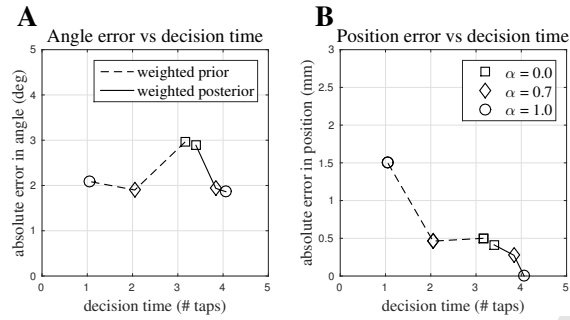 A
Angle error vs decision time
absolute error in angle (deg)
5
4
3
2
1
0
weighted prior
weighted posterior
0 1 2 3 4 5
decision time (# taps)
B
Position error vs decision time
absolute error in position (mm)
3
2.5
2
1.5
1
0.5
0
α = 0.0
α = 0.7
α = 1.0
0 1 2 3 4 5
decision time (# taps)